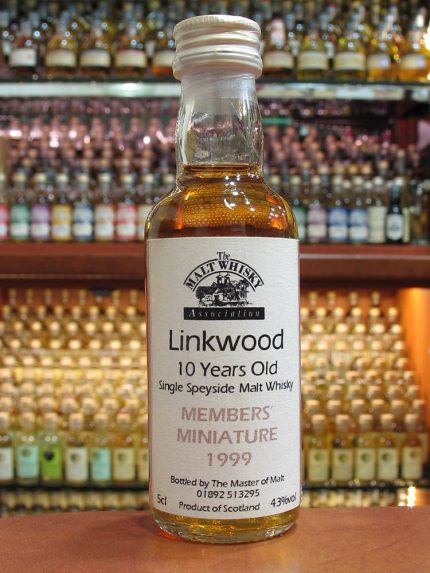 The
MALT WHISKY
Association
Linkwood
10 Years Old
Single Speyside Malt Whisky
MEMBERS'
MINIATURE
1999
Bottled by The Master of Malt
01892 513295
5cl Product of Scotland 43%vol